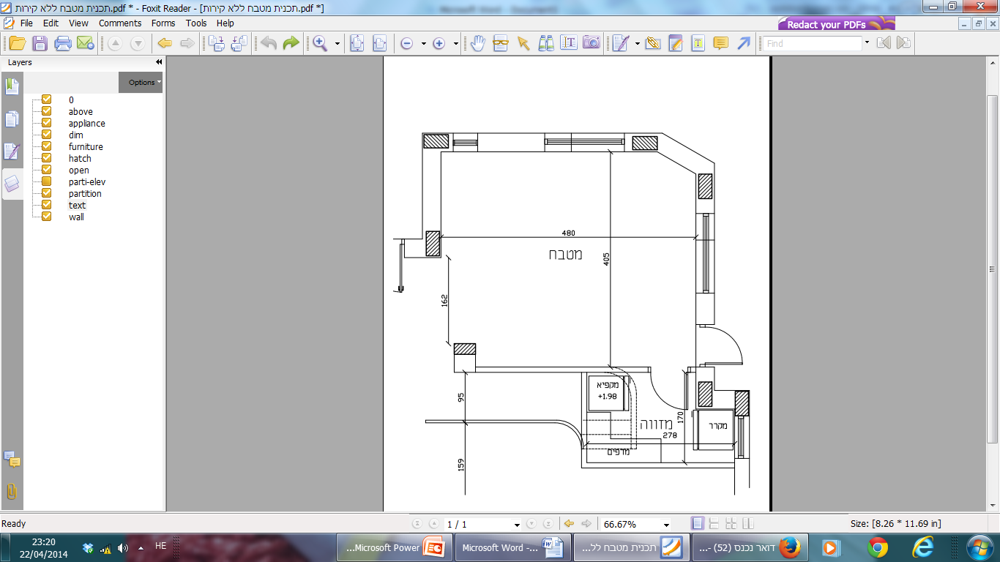 תכנית מטבח ללא קירות.pdf * - Foxit Reader - [תכנית מטבח ללא קירות.pdf *]
File Edit View Comments Forms Tools Help
Redact your PDFs
Find
Layers
Options
0
above
appliance
dim
furniture
hatch
open
parti-elev
partition
text
wall
480
מטבח
405
162
מקפיא
+1.98
95
מזווה
170
מקרר
278
מדפים
159
Ready
1 / 1
66.67%
Size: [8.26 * 11.69 in]
23:20
22/04/2014
HE
...Microsoft Power
Microsoft Word - ...
תכנית מטבח לל...
דואר נכנס (52) - ...